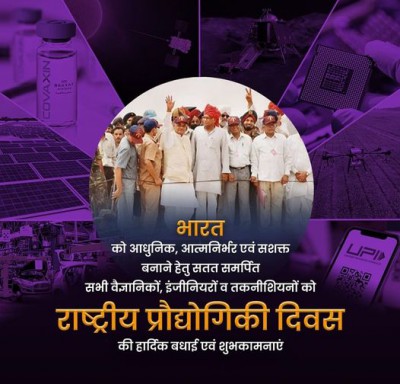 COVAXIN
भारत
को आधुनिक, आत्मनिर्भर एवं सशक्त
बनाने हेतु सतत समर्पित
सभी वैज्ञानिकों, इंजीनियरों व तकनीशियनों को
राष्ट्रीय प्रौद्योगिकी दिवस
की हार्दिक बधाई एवं शुभकामनाएं
UPI